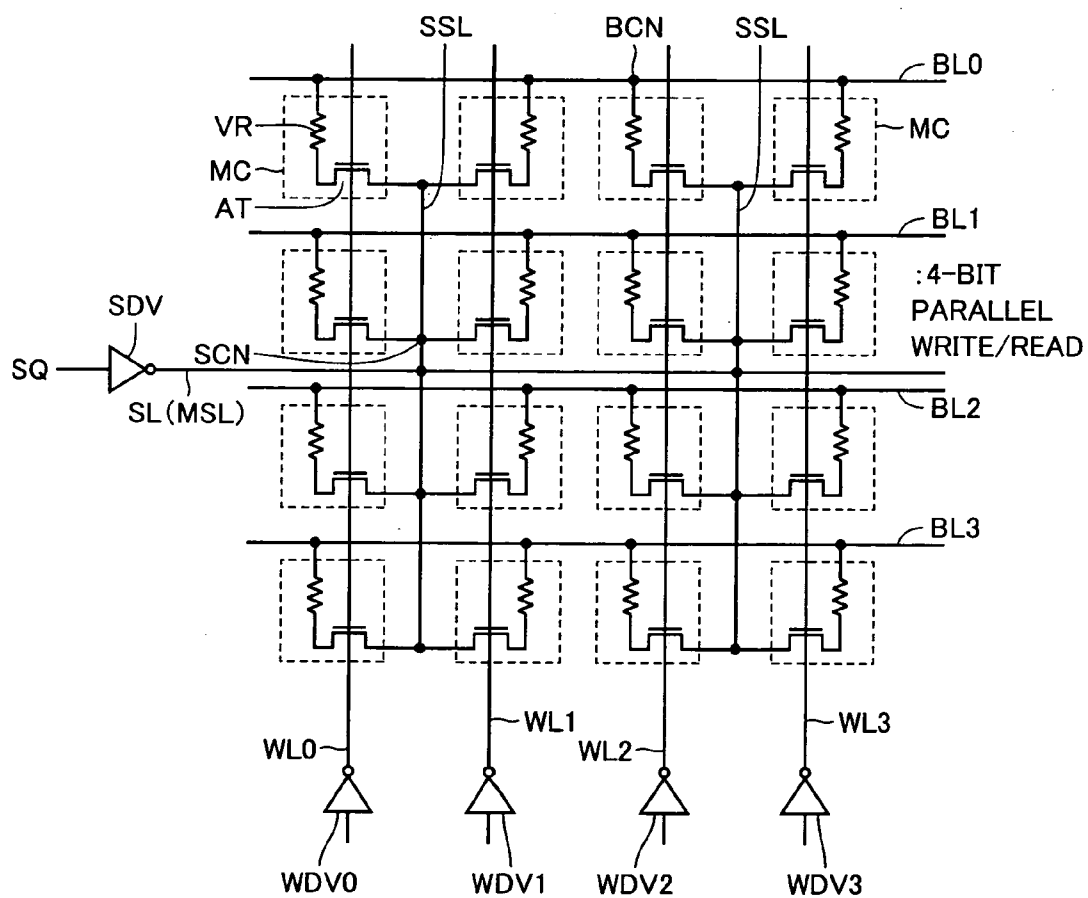 SSL
BCN
SSL
BL0
VR
MC
MC
AT
BL1
:4-BIT
PARALLEL
WRITE/READ
SDV
SCN
SQ
SL(MSL)
BL2
BL3
WL0
WL1
WL2
WL3
WDV0
WDV1
WDV2
WDV3